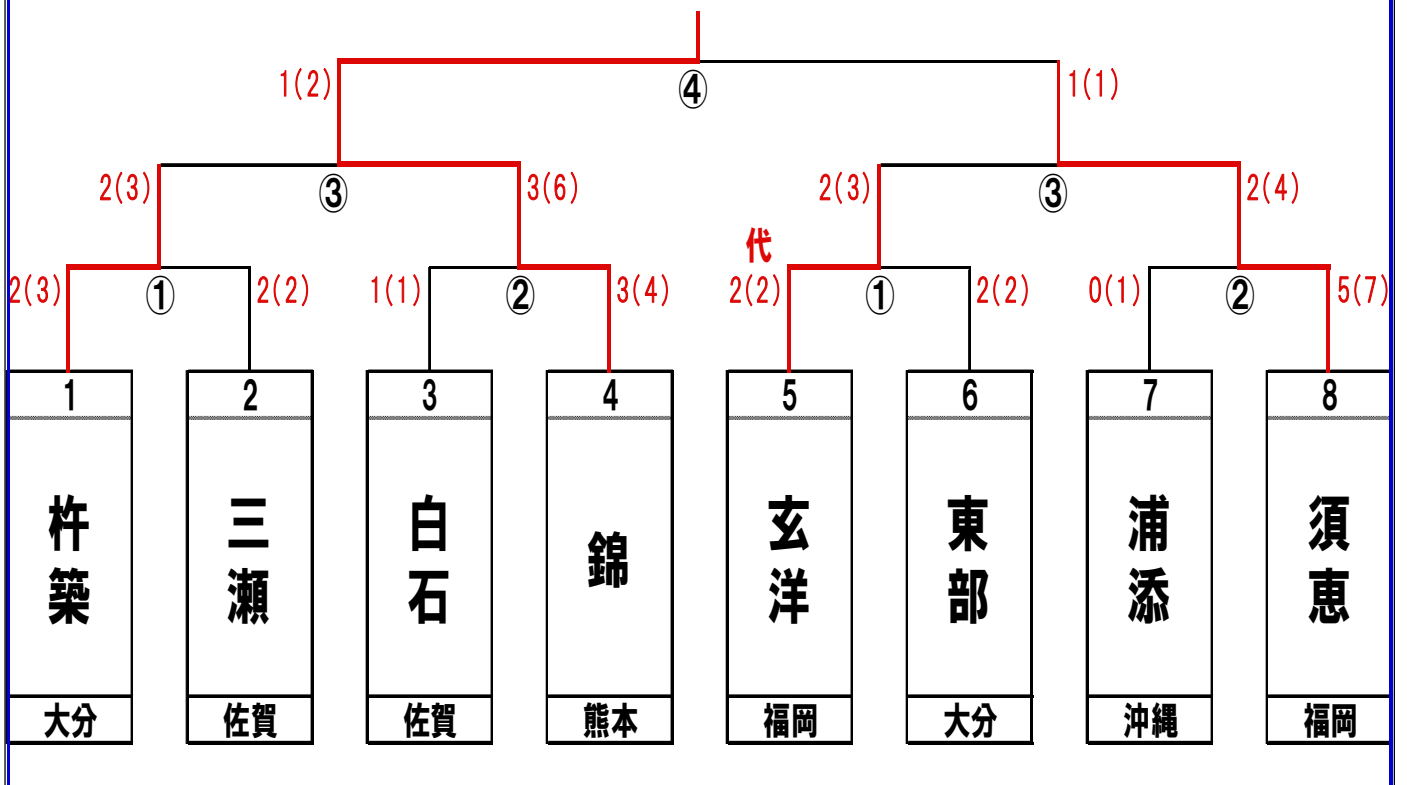 1(2) 1(1)
④
2(3) 3(6) 2(3) 2(4)
③ ③
代
2(3) 2(2) 1(1) 3(4) 2(2) 2(2) 0(1) 5(7)
① ② ① ②
1 2 3 4 5 6 7 8
杵築 三瀬 白石 錦 玄洋 東部 浦添 須恵
大分 佐賀 佐賀 熊本 福岡 大分 沖縄 福岡